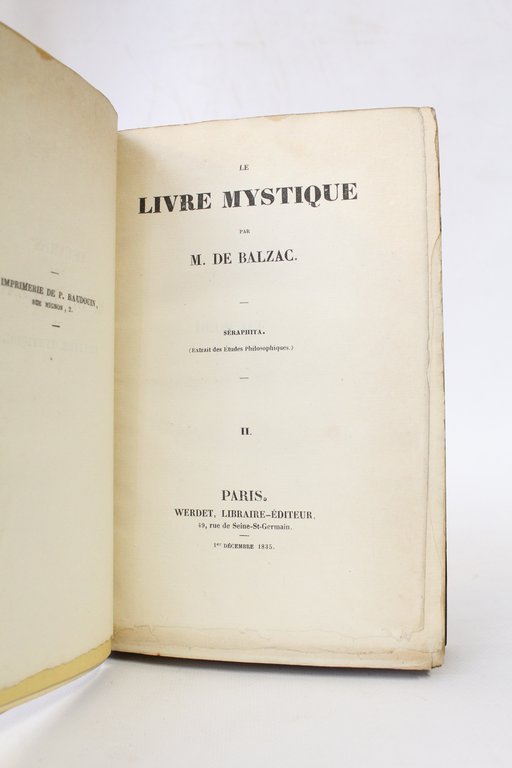 IMPRIMERIE DE P. BAUDOUIN,
RUE MIGNON, 2.
LE
LIVRE MYSTIQUE
PAR
M. DE BALZAC.
SÉRAPHITA.
(Extrait des Études Philosophiques.)
II.
PARIS.
WERDET, LIBRAIRE-ÉDITEUR,
49, rue de Seine-St-Germain.
1er DÉCEMBRE 1835.